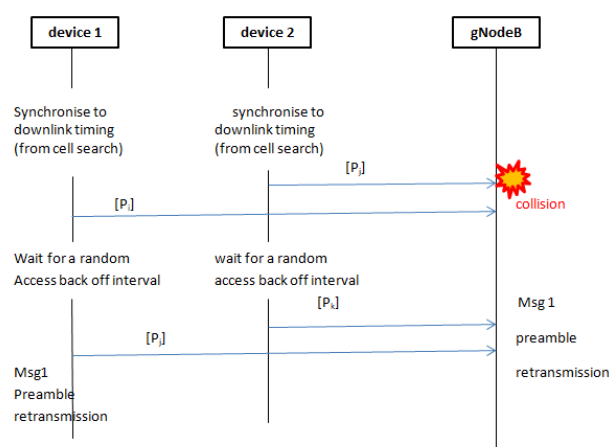 device 1
device 2
gNodeB
Synchronise to
downlink timing
(from cell search)
synchronise to
downlink timing
(from cell search)
[Pj]
[Pi]
collision
Wait for a random
Access back off interval
wait for a random
access back off interval
[Pk]
[Pj]
Msg 1
preamble
retransmission
Msg1
Preamble
retransmission